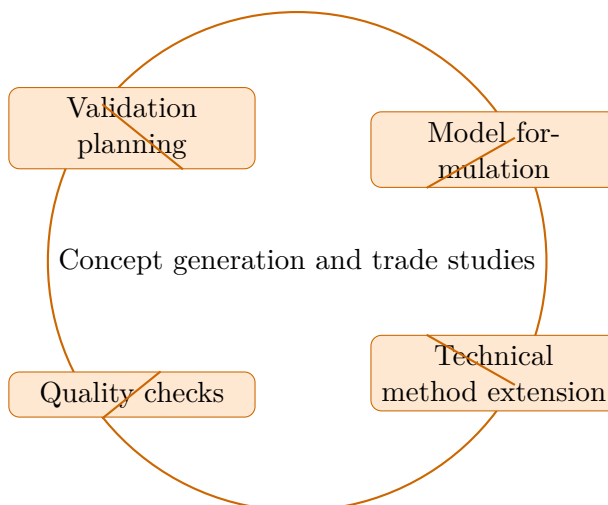 Validation
planning
Model for-
mulation
Concept generation and trade studies
Technical
method extension
Quality checks